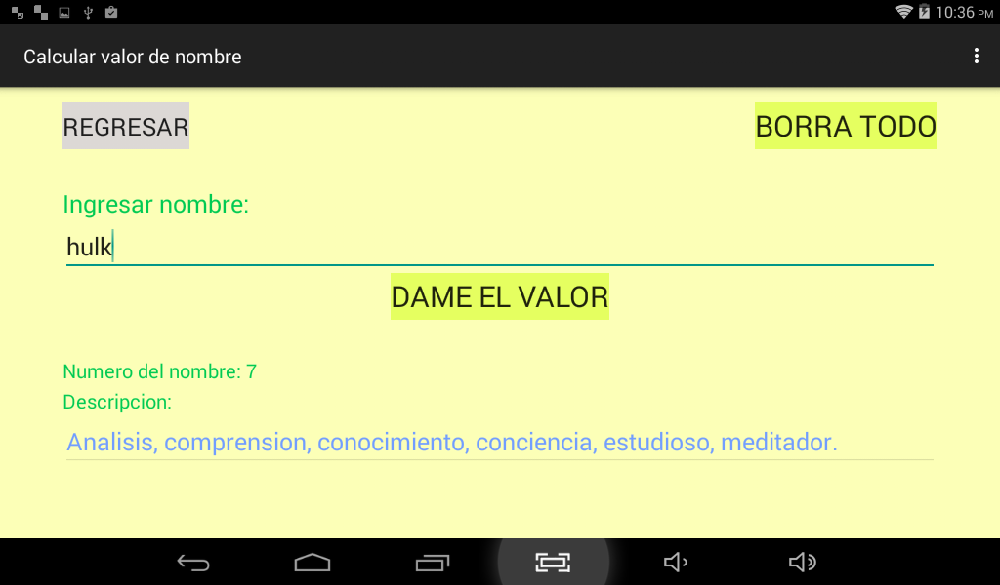 10:36 PM
Calcular valor de nombre
REGRESAR
BORRA TODO
Ingresar nombre:
hulk
DAME EL VALOR
Numero del nombre: 7
Descripcion:
Analisis, comprension, conocimiento, conciencia, estudioso, meditador.